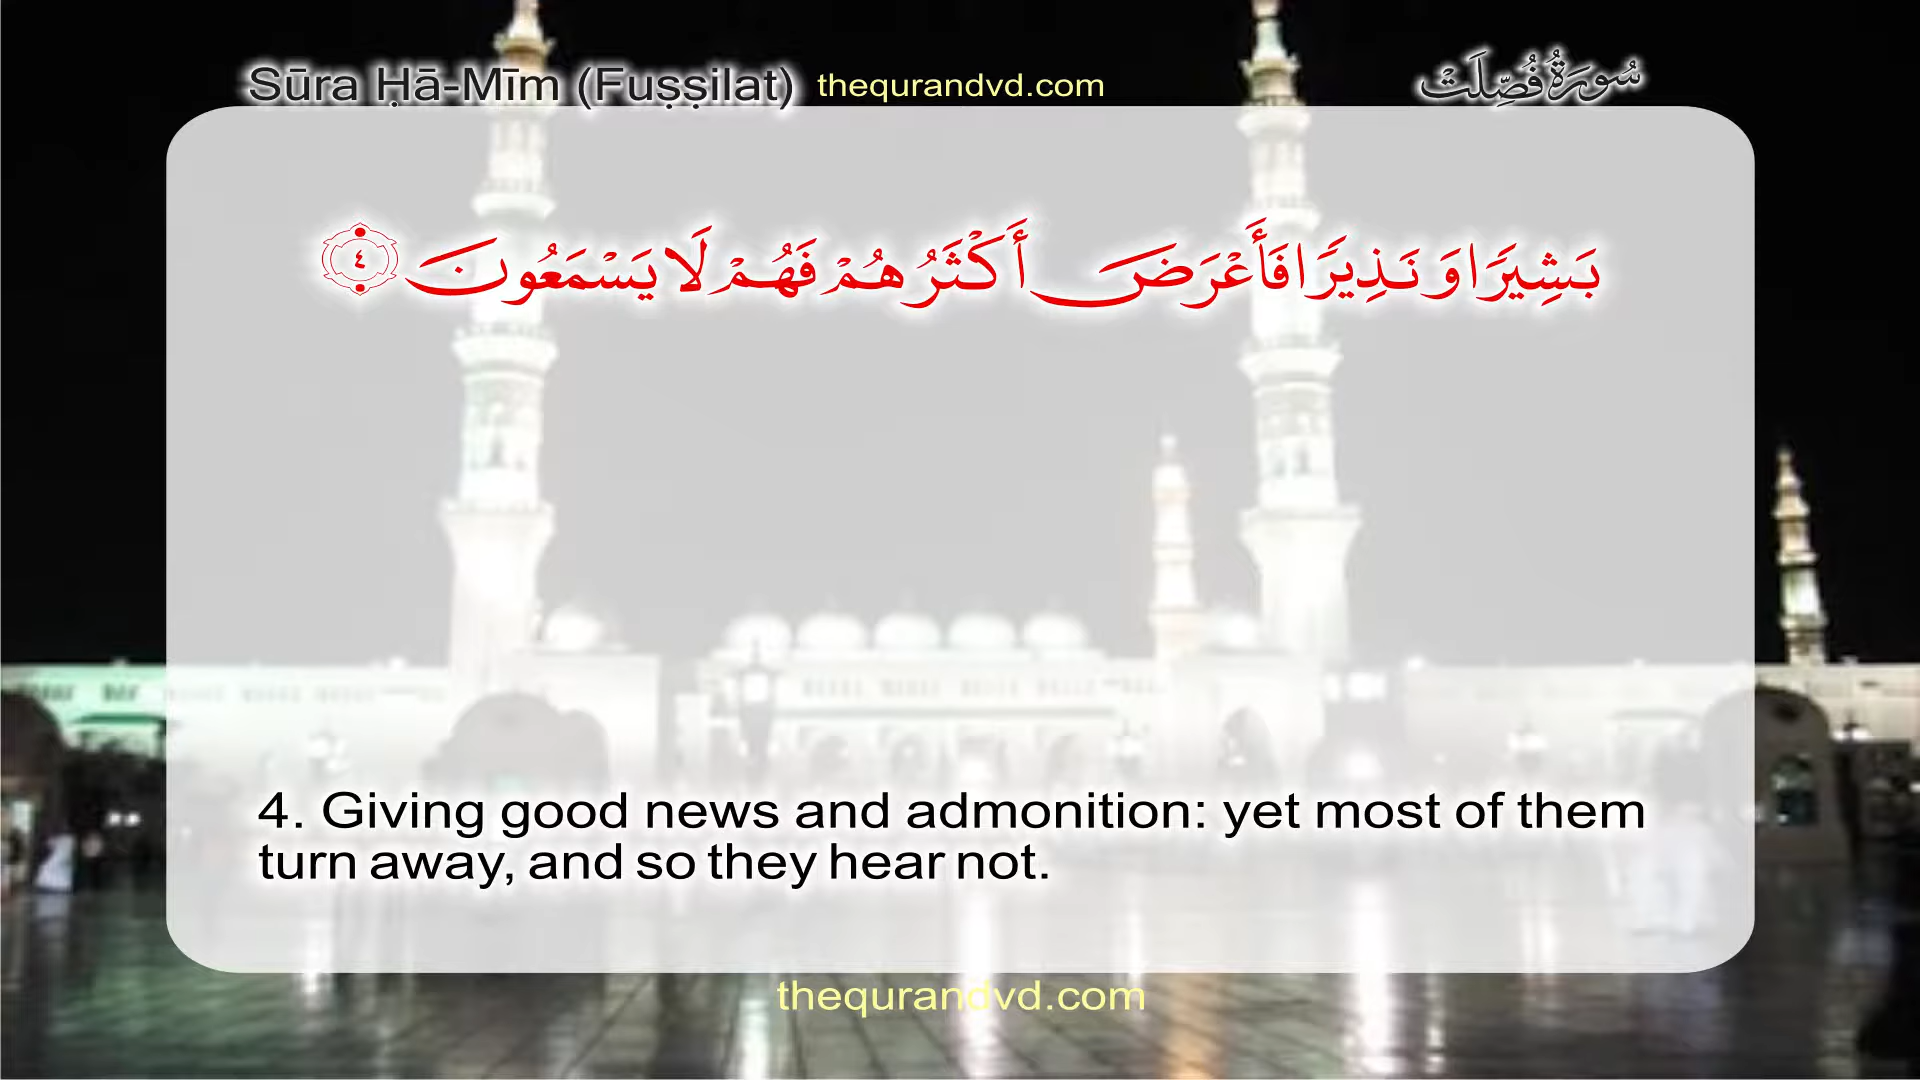 Sūra Ḥā-Mīm (Fuṣṣilat) thequrandvd.com سُورَةُ فُصِّلَتْ
بَشِيرًا وَنَذِيرًا فَأَعْرَضَ أَكْثَرُهُمْ فَهُمْ لَا يَسْمَعُونَ ٤
4. Giving good news and admonition: yet most of them
turn away, and so they hear not.
thequrandvd.com